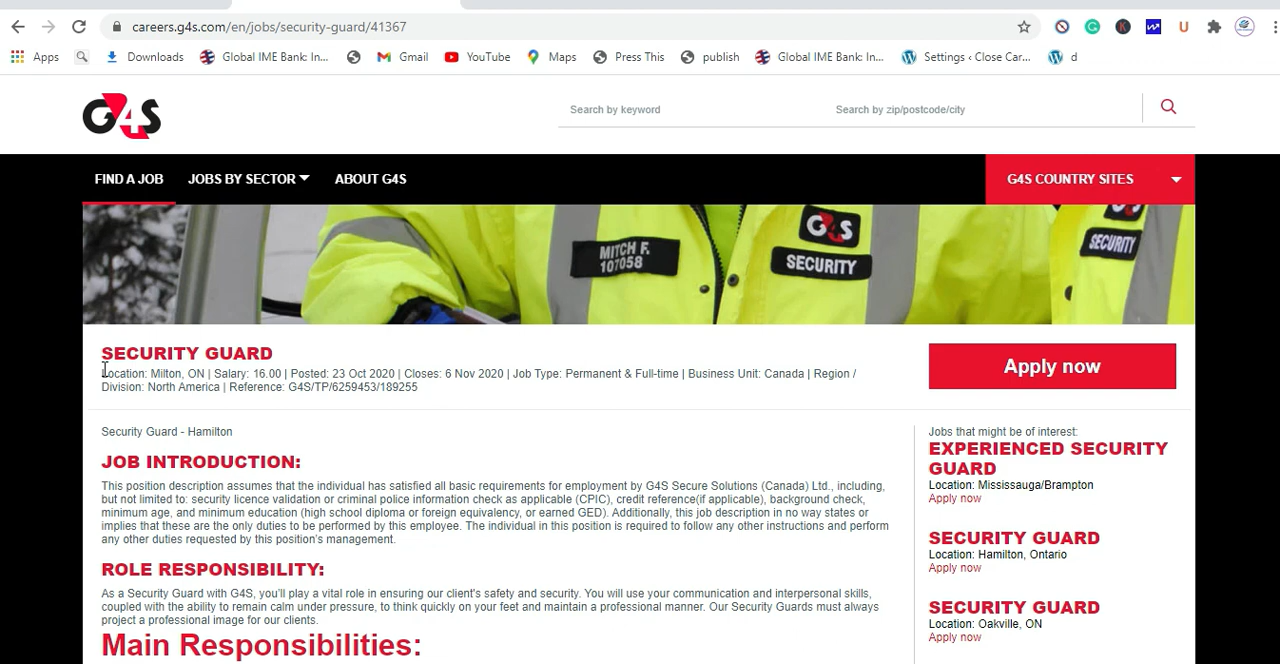 careers.g4s.com/en/jobs/security-guard/41367
Apps Downloads Global IME Bank: In... Gmail YouTube Maps Press This publish Global IME Bank: In... Settings ‹ Close Car... d
G4S Search by keyword Search by zip/postcode/city
FIND A JOB JOBS BY SECTOR ABOUT G4S G4S COUNTRY SITES
MITCH F.
107058
G4S
SECURITY
SECURITY
SECURITY GUARD
Location: Milton, ON | Salary: 16.00 | Posted: 23 Oct 2020 | Closes: 6 Nov 2020 | Job Type: Permanent & Full-time | Business Unit: Canada | Region /
Division: North America | Reference: G4S/TP/6259453/189255
Apply now
Security Guard - Hamilton
JOB INTRODUCTION:
This position description assumes that the individual has satisfied all basic requirements for employment by G4S Secure Solutions (Canada) Ltd., including,
but not limited to: security licence validation or criminal police information check as applicable (CPIC), credit reference(if applicable), background check,
minimum age, and minimum education (high school diploma or foreign equivalency, or earned GED). Additionally, this job description in no way states or
implies that these are the only duties to be performed by this employee. The individual in this position is required to follow any other instructions and perform
any other duties requested by this position's management.
ROLE RESPONSIBILITY:
As a Security Guard with G4S, you'll play a vital role in ensuring our client's safety and security. You will use your communication and interpersonal skills,
coupled with the ability to remain calm under pressure, to think quickly on your feet and maintain a professional manner. Our Security Guards must always
project a professional image for our clients.
Main Responsibilities:
Jobs that might be of interest:
EXPERIENCED SECURITY
GUARD
Location: Mississauga/Brampton
Apply now
SECURITY GUARD
Location: Hamilton, Ontario
Apply now
SECURITY GUARD
Location: Oakville, ON
Apply now